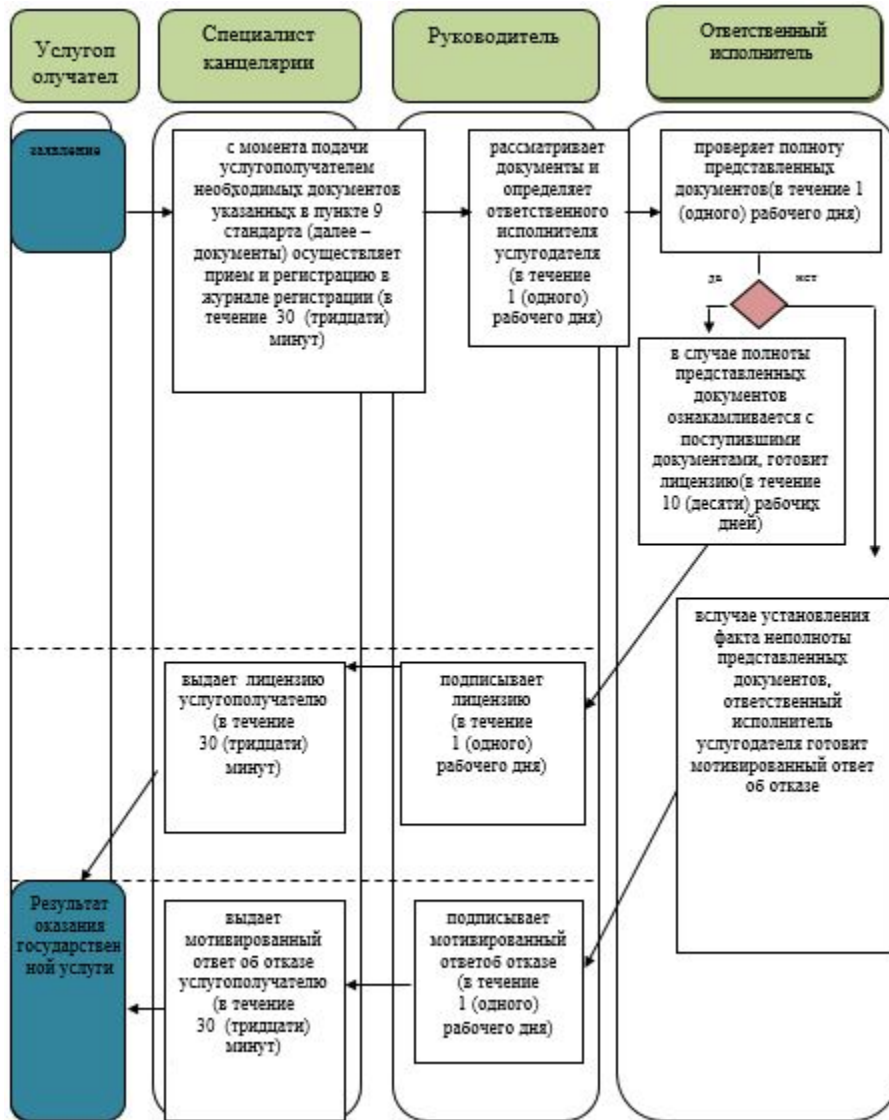 Услугоп
олучател
Специалист
канцелярии
Руководитель
Ответственный
исполнитель
заявление
с момента подачи
услугополучателем
необходимых документов
указанных в пункте 9
стандарта (далее –
документы) осуществляет
прием и регистрацию в
журнале регистрации (в
течение 30 (тридцати)
минут)
рассматривает
документы и
определяет
ответственного
исполнителя
услугодателя
(в течение
1 (одного)
рабочего дня)
проверяет полноту
представленных
документов(в течение 1
(одного) рабочего дня)
да
нет
в случае полноты
представленных
документов
ознакамливается с
поступившими
документами, готовит
лицензию(в течение
10 (десяти) рабочих
дней)
вслучае установления
факта неполноты
представленных
документов,
ответственный
исполнитель
услугодателя готовит
мотивированный ответ
об отказе
выдает лицензию
услугополучателю
(в течение
30 (тридцати)
минут)
подписывает
лицензию
(в течение
1 (одного)
рабочего дня)
Результат
оказания
государствен
ной услуги
выдает
мотивированный
ответ об отказе
услугополучателю
(в течение
30 (тридцати)
минут)
подписывает
мотивированный
ответоб отказе
(в течение
1 (одного)
рабочего дня)